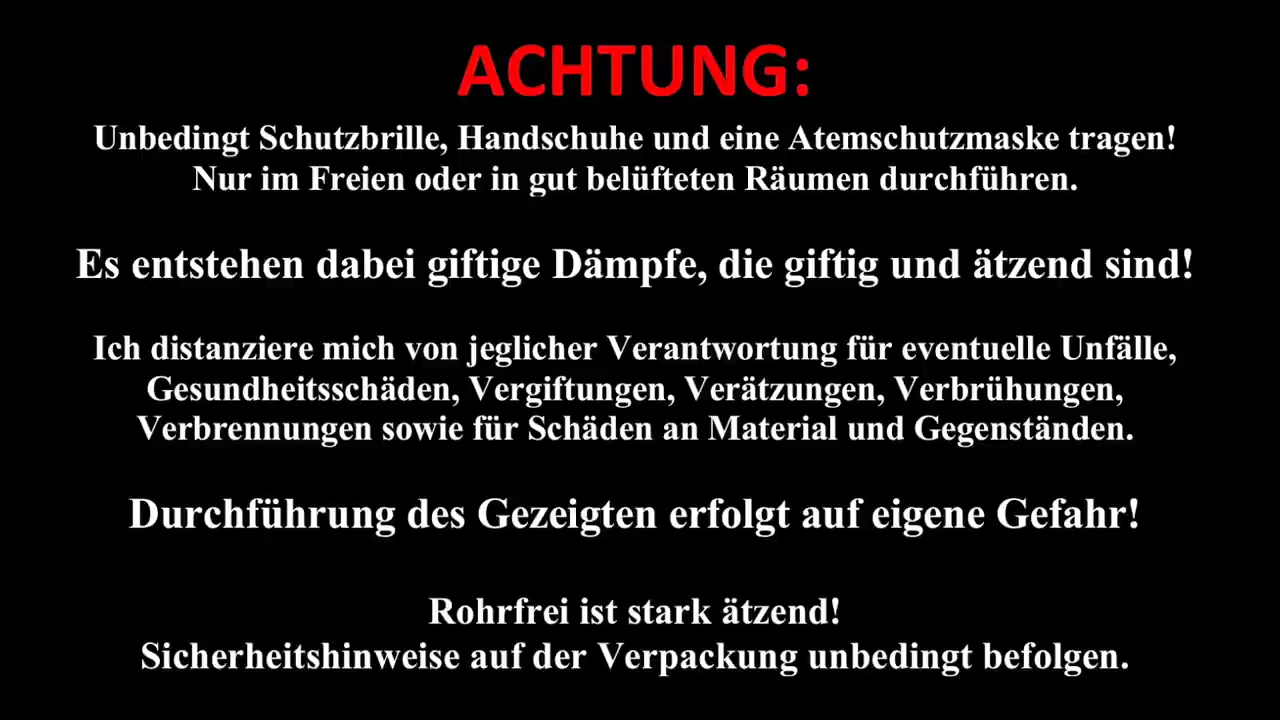 ACHTUNG:
Unbedingt Schutzbrille, Handschuhe und eine Atemschutzmaske tragen!
Nur im Freien oder in gut belüfteten Räumen durchführen.
Es entstehen dabei giftige Dämpfe, die giftig und ätzend sind!
Ich distanziere mich von jeglicher Verantwortung für eventuelle Unfälle,
Gesundheitsschäden, Vergiftungen, Verätzungen, Verbrühungen,
Verbrennungen sowie für Schäden an Material und Gegenständen.
Durchführung des Gezeigten erfolgt auf eigene Gefahr!
Rohrfrei ist stark ätzend!
Sicherheitshinweise auf der Verpackung unbedingt befolgen.